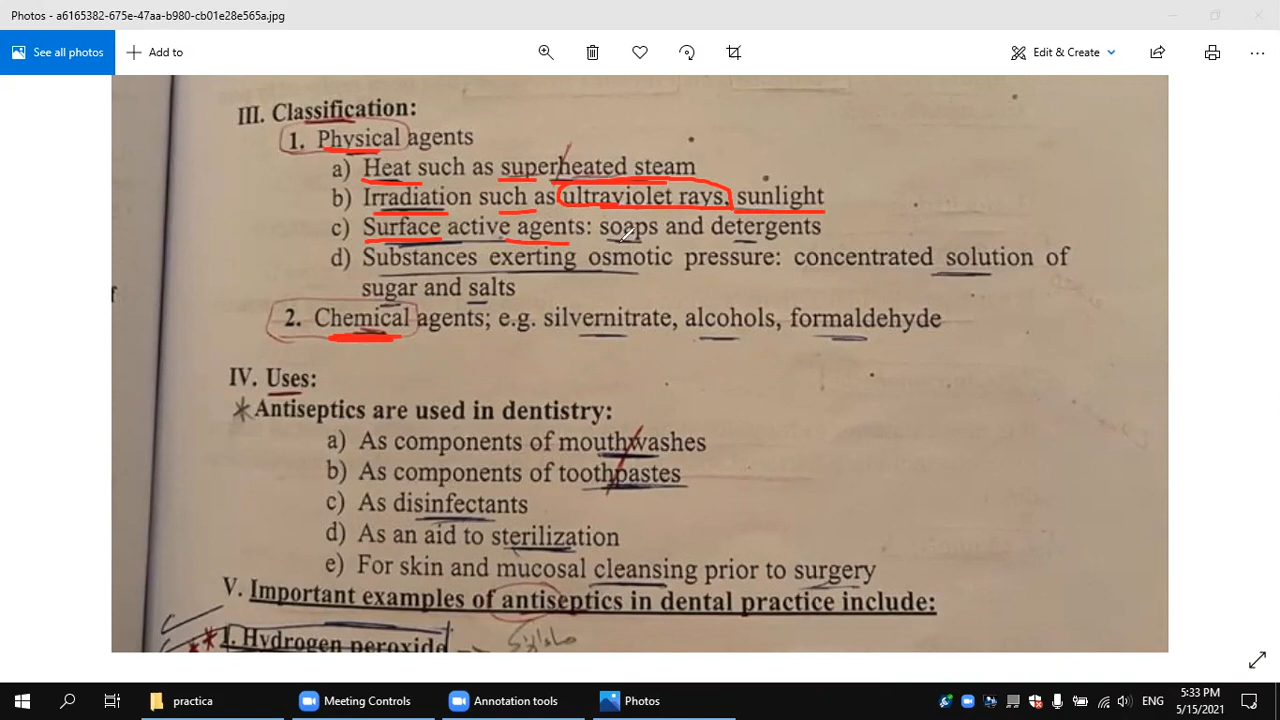 Photos - a6165382-675e-47aa-b980-cb01e28e565a.jpg
See all photos
Add to
Edit & Create
III. Classification:
1. Physical agents
a) Heat such as superheated steam
b) Irradiation such as ultraviolet rays, sunlight
c) Surface active agents: soaps and detergents
d) Substances exerting osmotic pressure: concentrated solution of
sugar and salts
2. Chemical agents; e.g. silvernitrate, alcohols, formaldehyde
IV. Uses:
*Antiseptics are used in dentistry:
a) As components of mouthwashes
b) As components of toothpastes
c) As disinfectants
d) As an aid to sterilization
e) For skin and mucosal cleansing prior to surgery
V. Important examples of antiseptics in dental practice include:
I. Hydrogen peroxide
practica
Meeting Controls
Annotation tools
Photos
ENG
5:33 PM
5/15/2021